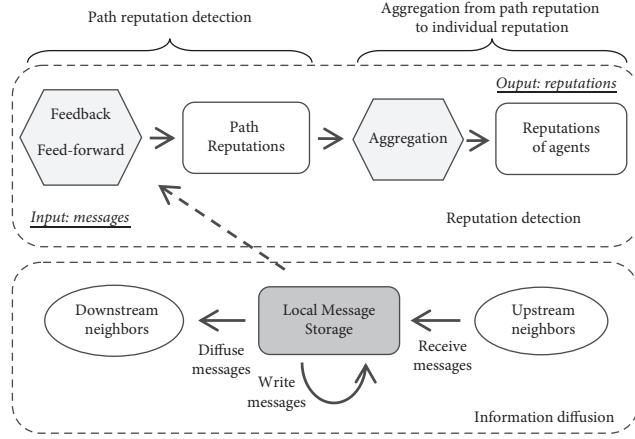 Path reputation detection
Aggregation from path reputation
to individual reputation
Ouput: reputations
Feedback
Feed-forward
Path
Reputations
Aggregation
Reputations
of agents
Input: messages
Reputation detection
Downstream
neighbors
Local Message
Storage
Upstream
neighbors
Diffuse
messages
Receive
messages
Write
messages
Information diffusion